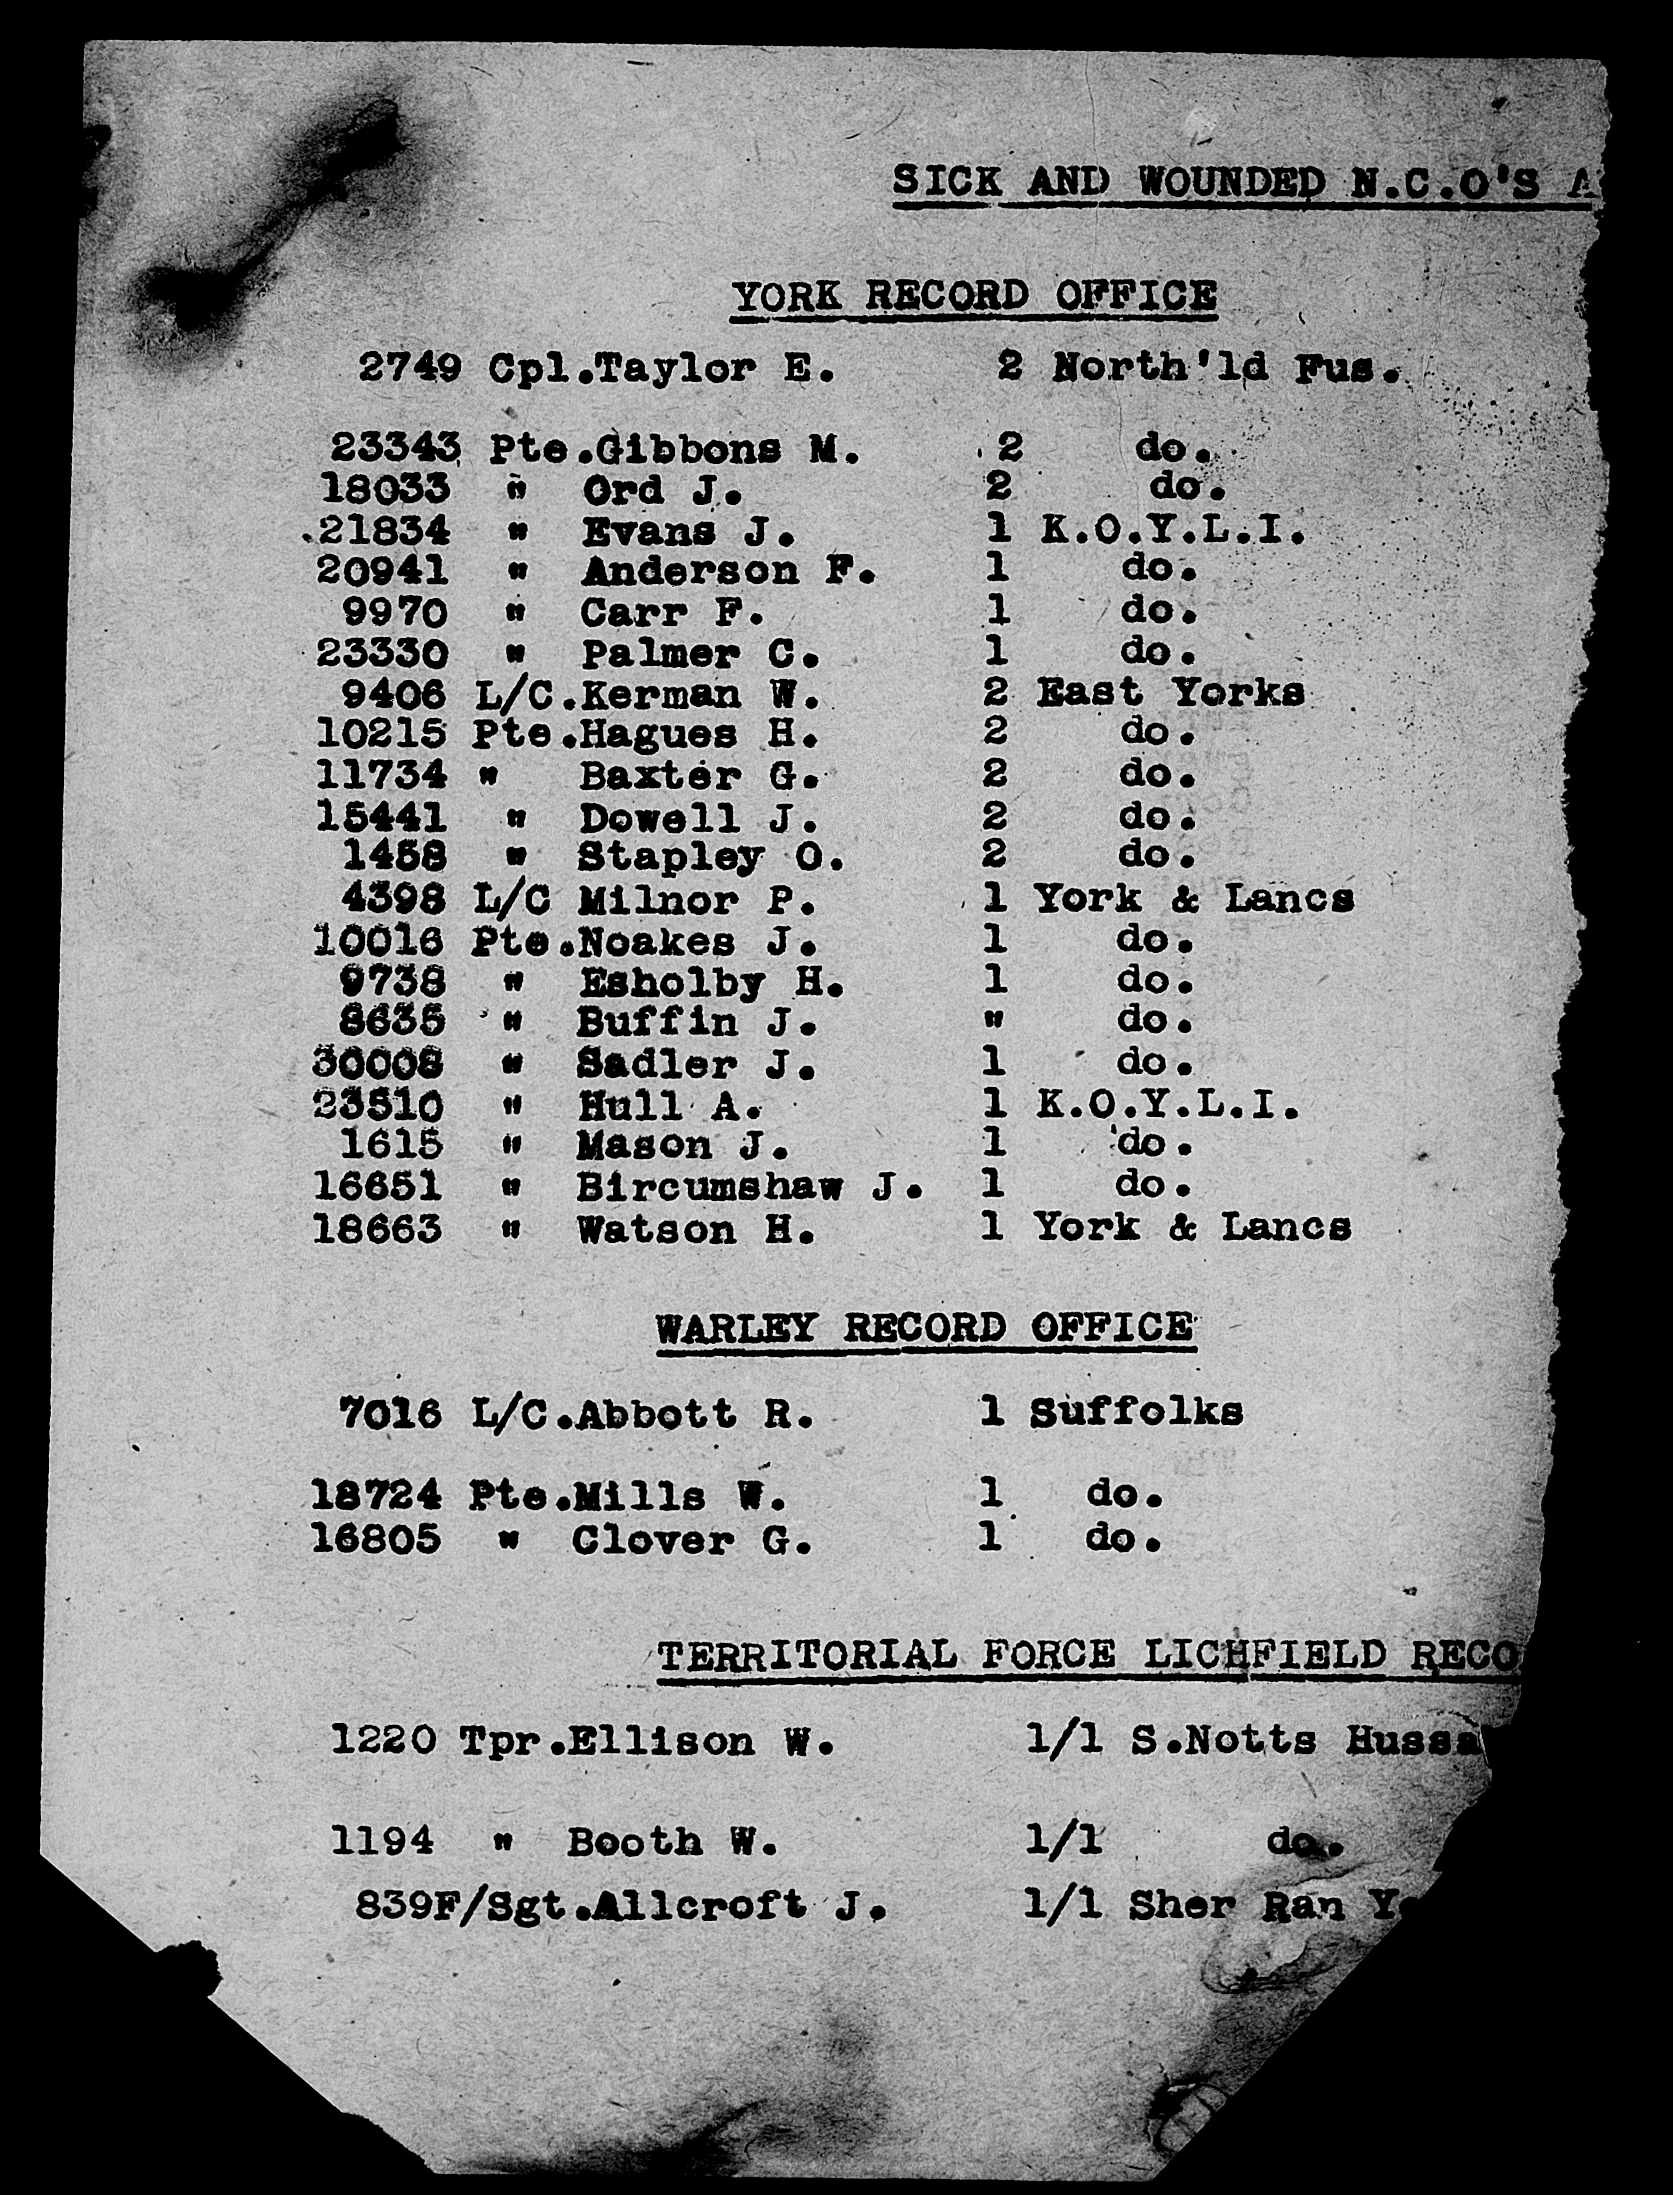 SICK AND WOUNDED N.C.O'S A
YORK RECORD OFFICE
2749 Cpl.Taylor E. 2 North'ld Fus.
23343 Pte.Gibbons M. 2 do.
18033 " Ord J. 2 do.
21834 " Evans J. 1 K.O.Y.L.I.
20941 " Anderson F. 1 do.
9970 " Carr F. 1 do.
23330 " Palmer C. 1 do.
9406 L/C.Kerman W. 2 East Yorks
10215 Pte.Hagues H. 2 do.
11734 " Baxter G. 2 do.
15441 " Dowell J. 2 do.
1458 " Stapley O. 2 do.
4398 L/C Milnor P. 1 York & Lancs
10016 Pte.Noakes J. 1 do.
9738 " Esholby H. 1 do.
8635 " Buffin J. " do.
30008 " Sadler J. 1 do.
23510 " Hull A. 1 K.O.Y.L.I.
1615 " Mason J. 1 do.
16651 " Bircumshaw J. 1 do.
18663 " Watson H. 1 York & Lancs
WARLEY RECORD OFFICE
7016 L/C.Abbott R. 1 Suffolks
18724 Pte.Mills W. 1 do.
16805 " Clover G. 1 do.
TERRITORIAL FORCE LICHFIELD RECO
1220 Tpr.Ellison W. 1/1 S.Notts Hussa
1194 " Booth W. 1/1 do.
839F/Sgt.Allcroft J. 1/1 Sher Ran Y